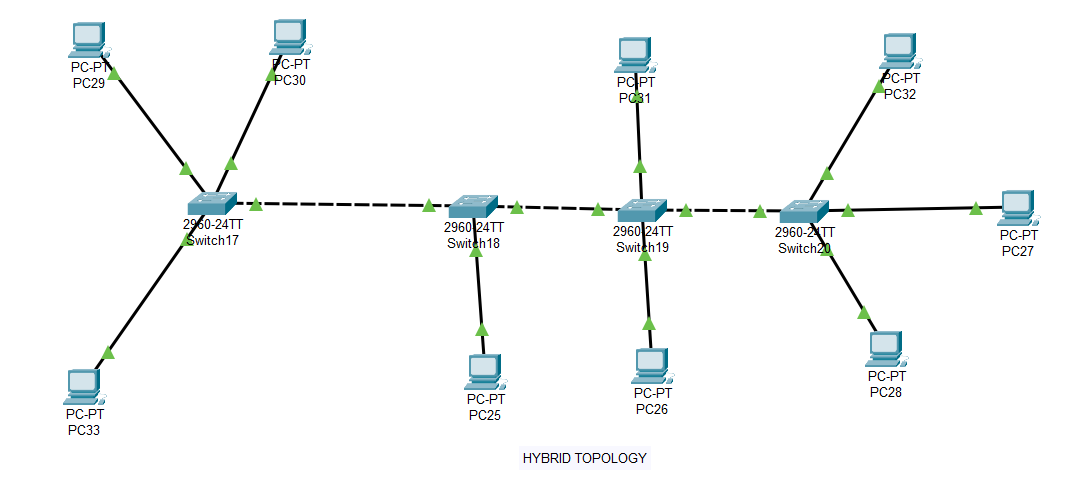 PC-PT
PC29
PC-PT
PC30
PC-PT
PC31
PC-PT
PC32
2960-24TT
Switch17
2960-24TT
Switch18
2960-24TT
Switch19
2960-24TT
Switch20
PC-PT
PC27
PC-PT
PC33
PC-PT
PC25
PC-PT
PC26
PC-PT
PC28
HYBRID TOPOLOGY